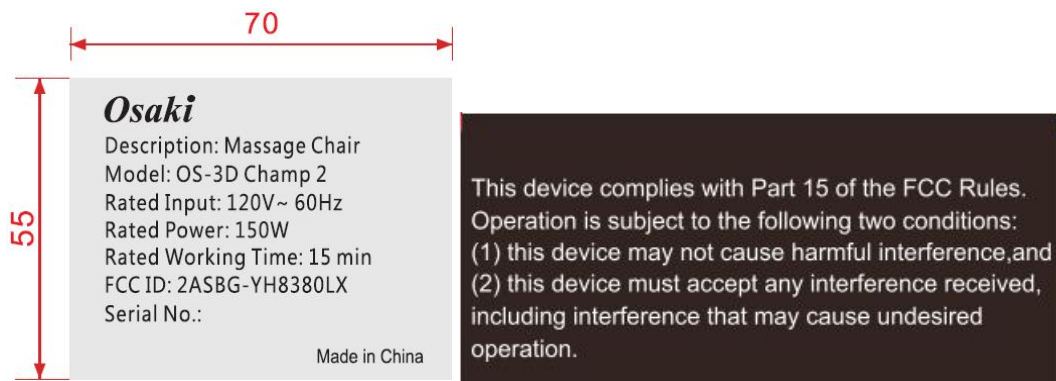 70
55
Osaki
Description: Massage Chair
Model: OS-3D Champ 2
Rated Input: 120V~ 60Hz
Rated Power: 150W
Rated Working Time: 15 min
FCC ID: 2ASBG-YH8380LX
Serial No.:
Made in China
This device complies with Part 15 of the FCC Rules.
Operation is subject to the following two conditions:
(1) this device may not cause harmful interference,and
(2) this device must accept any interference received,
including interference that may cause undesired
operation.